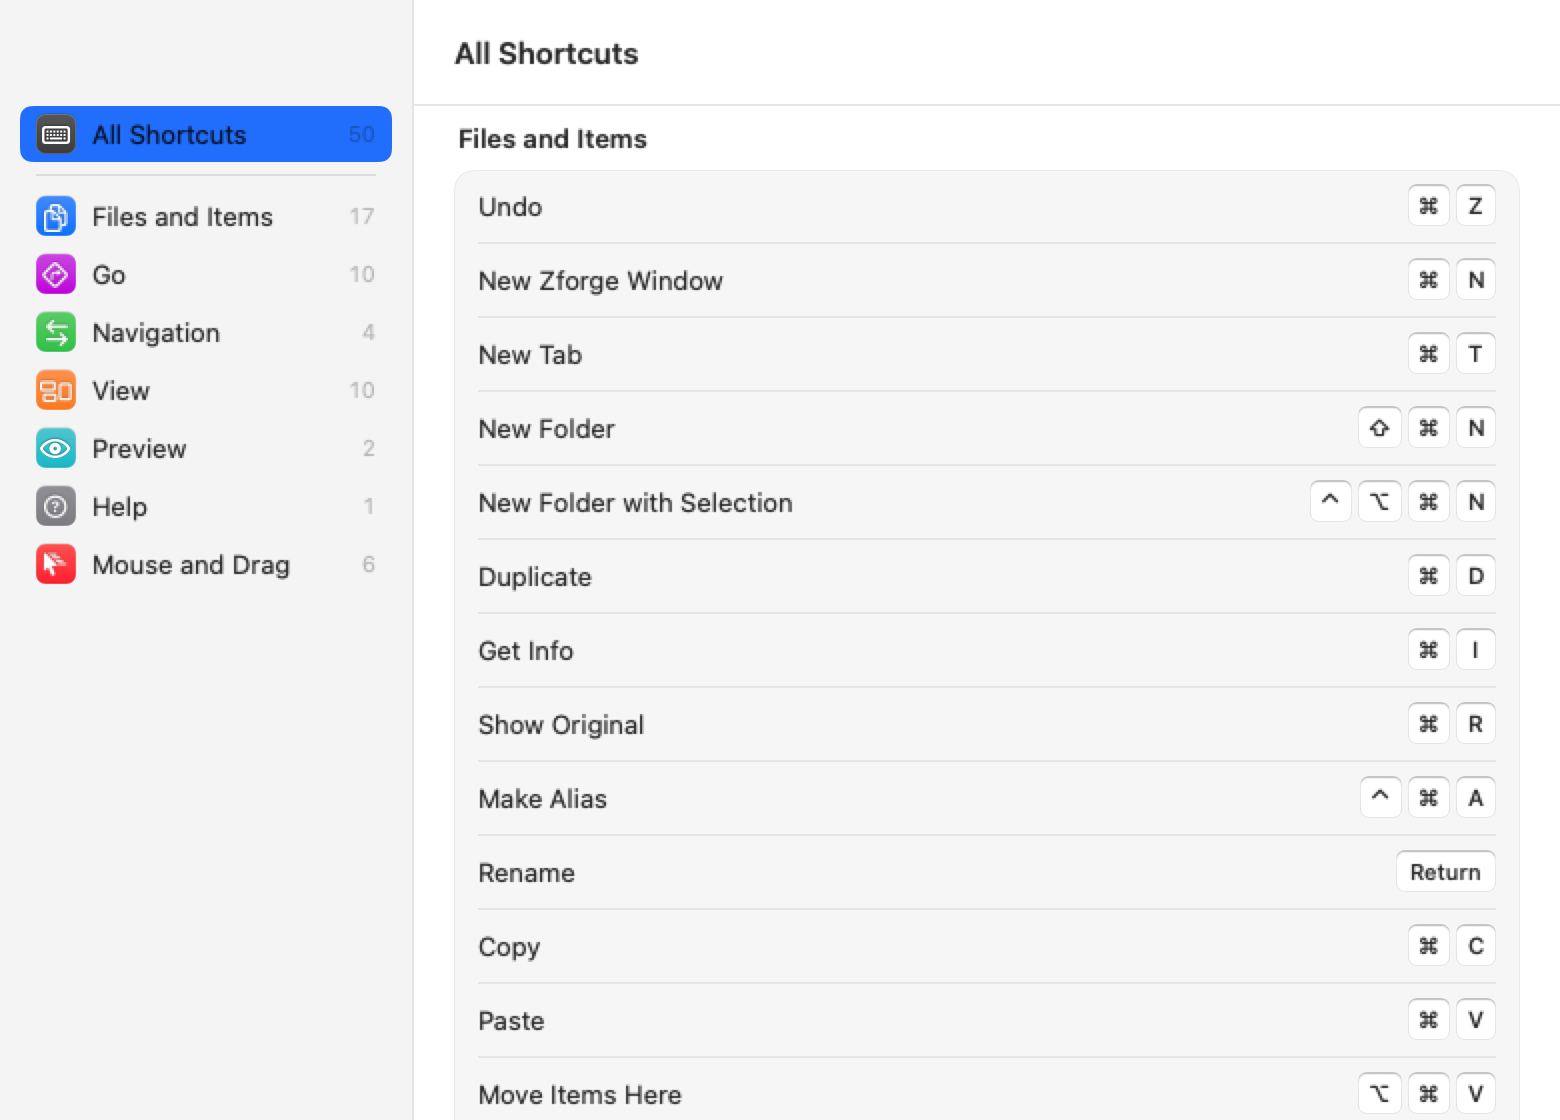 All Shortcuts 50
Files and Items 17
Go 10
Navigation 4
View 10
Preview 2
Help 1
Mouse and Drag 6
All Shortcuts
Files and Items
Undo ⌘ Z
New Zforge Window ⌘ N
New Tab ⌘ T
New Folder ⇧ ⌘ N
New Folder with Selection ^ ⌥ ⌘ N
Duplicate ⌘ D
Get Info ⌘ I
Show Original ⌘ R
Make Alias ^ ⌘ A
Rename Return
Copy ⌘ C
Paste ⌘ V
Move Items Here ⌥ ⌘ V